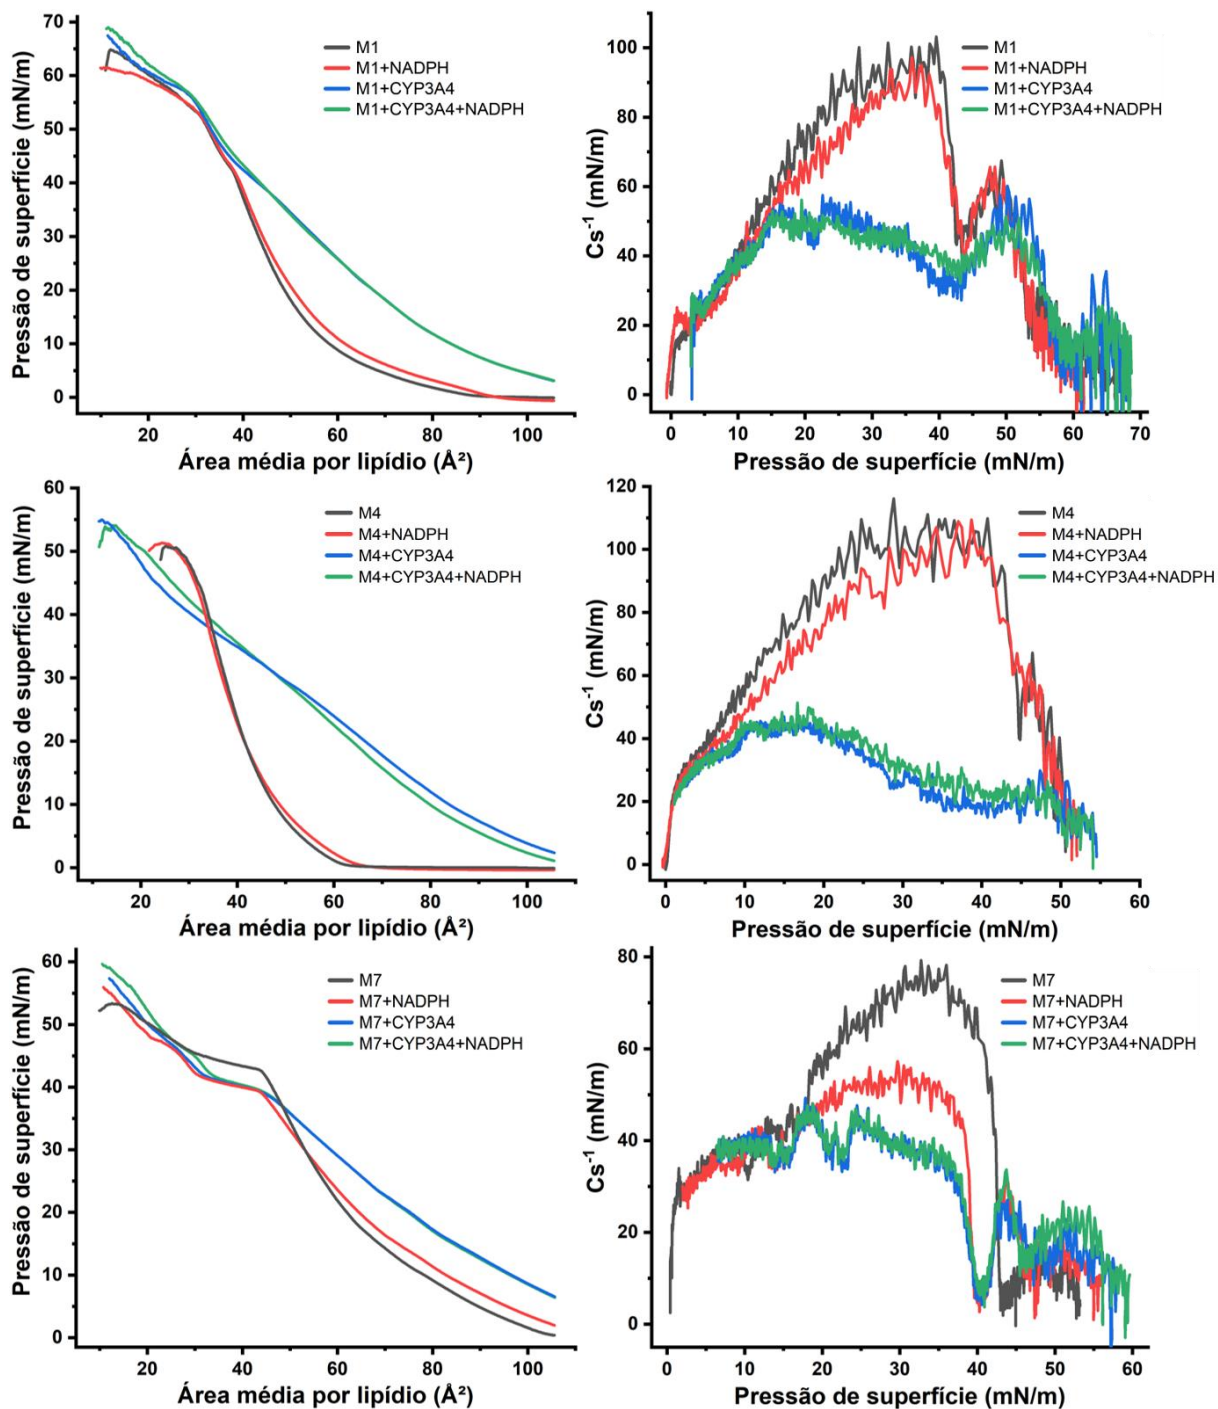 Pressão de superfície (mN/m)
70
60
50
40
30
20
10
0
M1
M1+NADPH
M1+CYP3A4
M1+CYP3A4+NADPH
20 40 60 80 100
Área média por lipídio (Å²)
Cs⁻¹ (mN/m)
100
80
60
40
20
0
M1
M1+NADPH
M1+CYP3A4
M1+CYP3A4+NADPH
0 10 20 30 40 50 60 70
Pressão de superfície (mN/m)
Pressão de superfície (mN/m)
60
50
40
30
20
10
0
M4
M4+NADPH
M4+CYP3A4
M4+CYP3A4+NADPH
20 40 60 80 100
Área média por lipídio (Å²)
Cs⁻¹ (mN/m)
120
100
80
60
40
20
0
M4
M4+NADPH
M4+CYP3A4
M4+CYP3A4+NADPH
0 10 20 30 40 50 60
Pressão de superfície (mN/m)
Pressão de superfície (mN/m)
60
50
40
30
20
10
0
M7
M7+NADPH
M7+CYP3A4
M7+CYP3A4+NADPH
20 40 60 80 100
Área média por lipídio (Å²)
Cs⁻¹ (mN/m)
80
60
40
20
0
M7
M7+NADPH
M7+CYP3A4
M7+CYP3A4+NADPH
0 10 20 30 40 50 60
Pressão de superfície (mN/m)